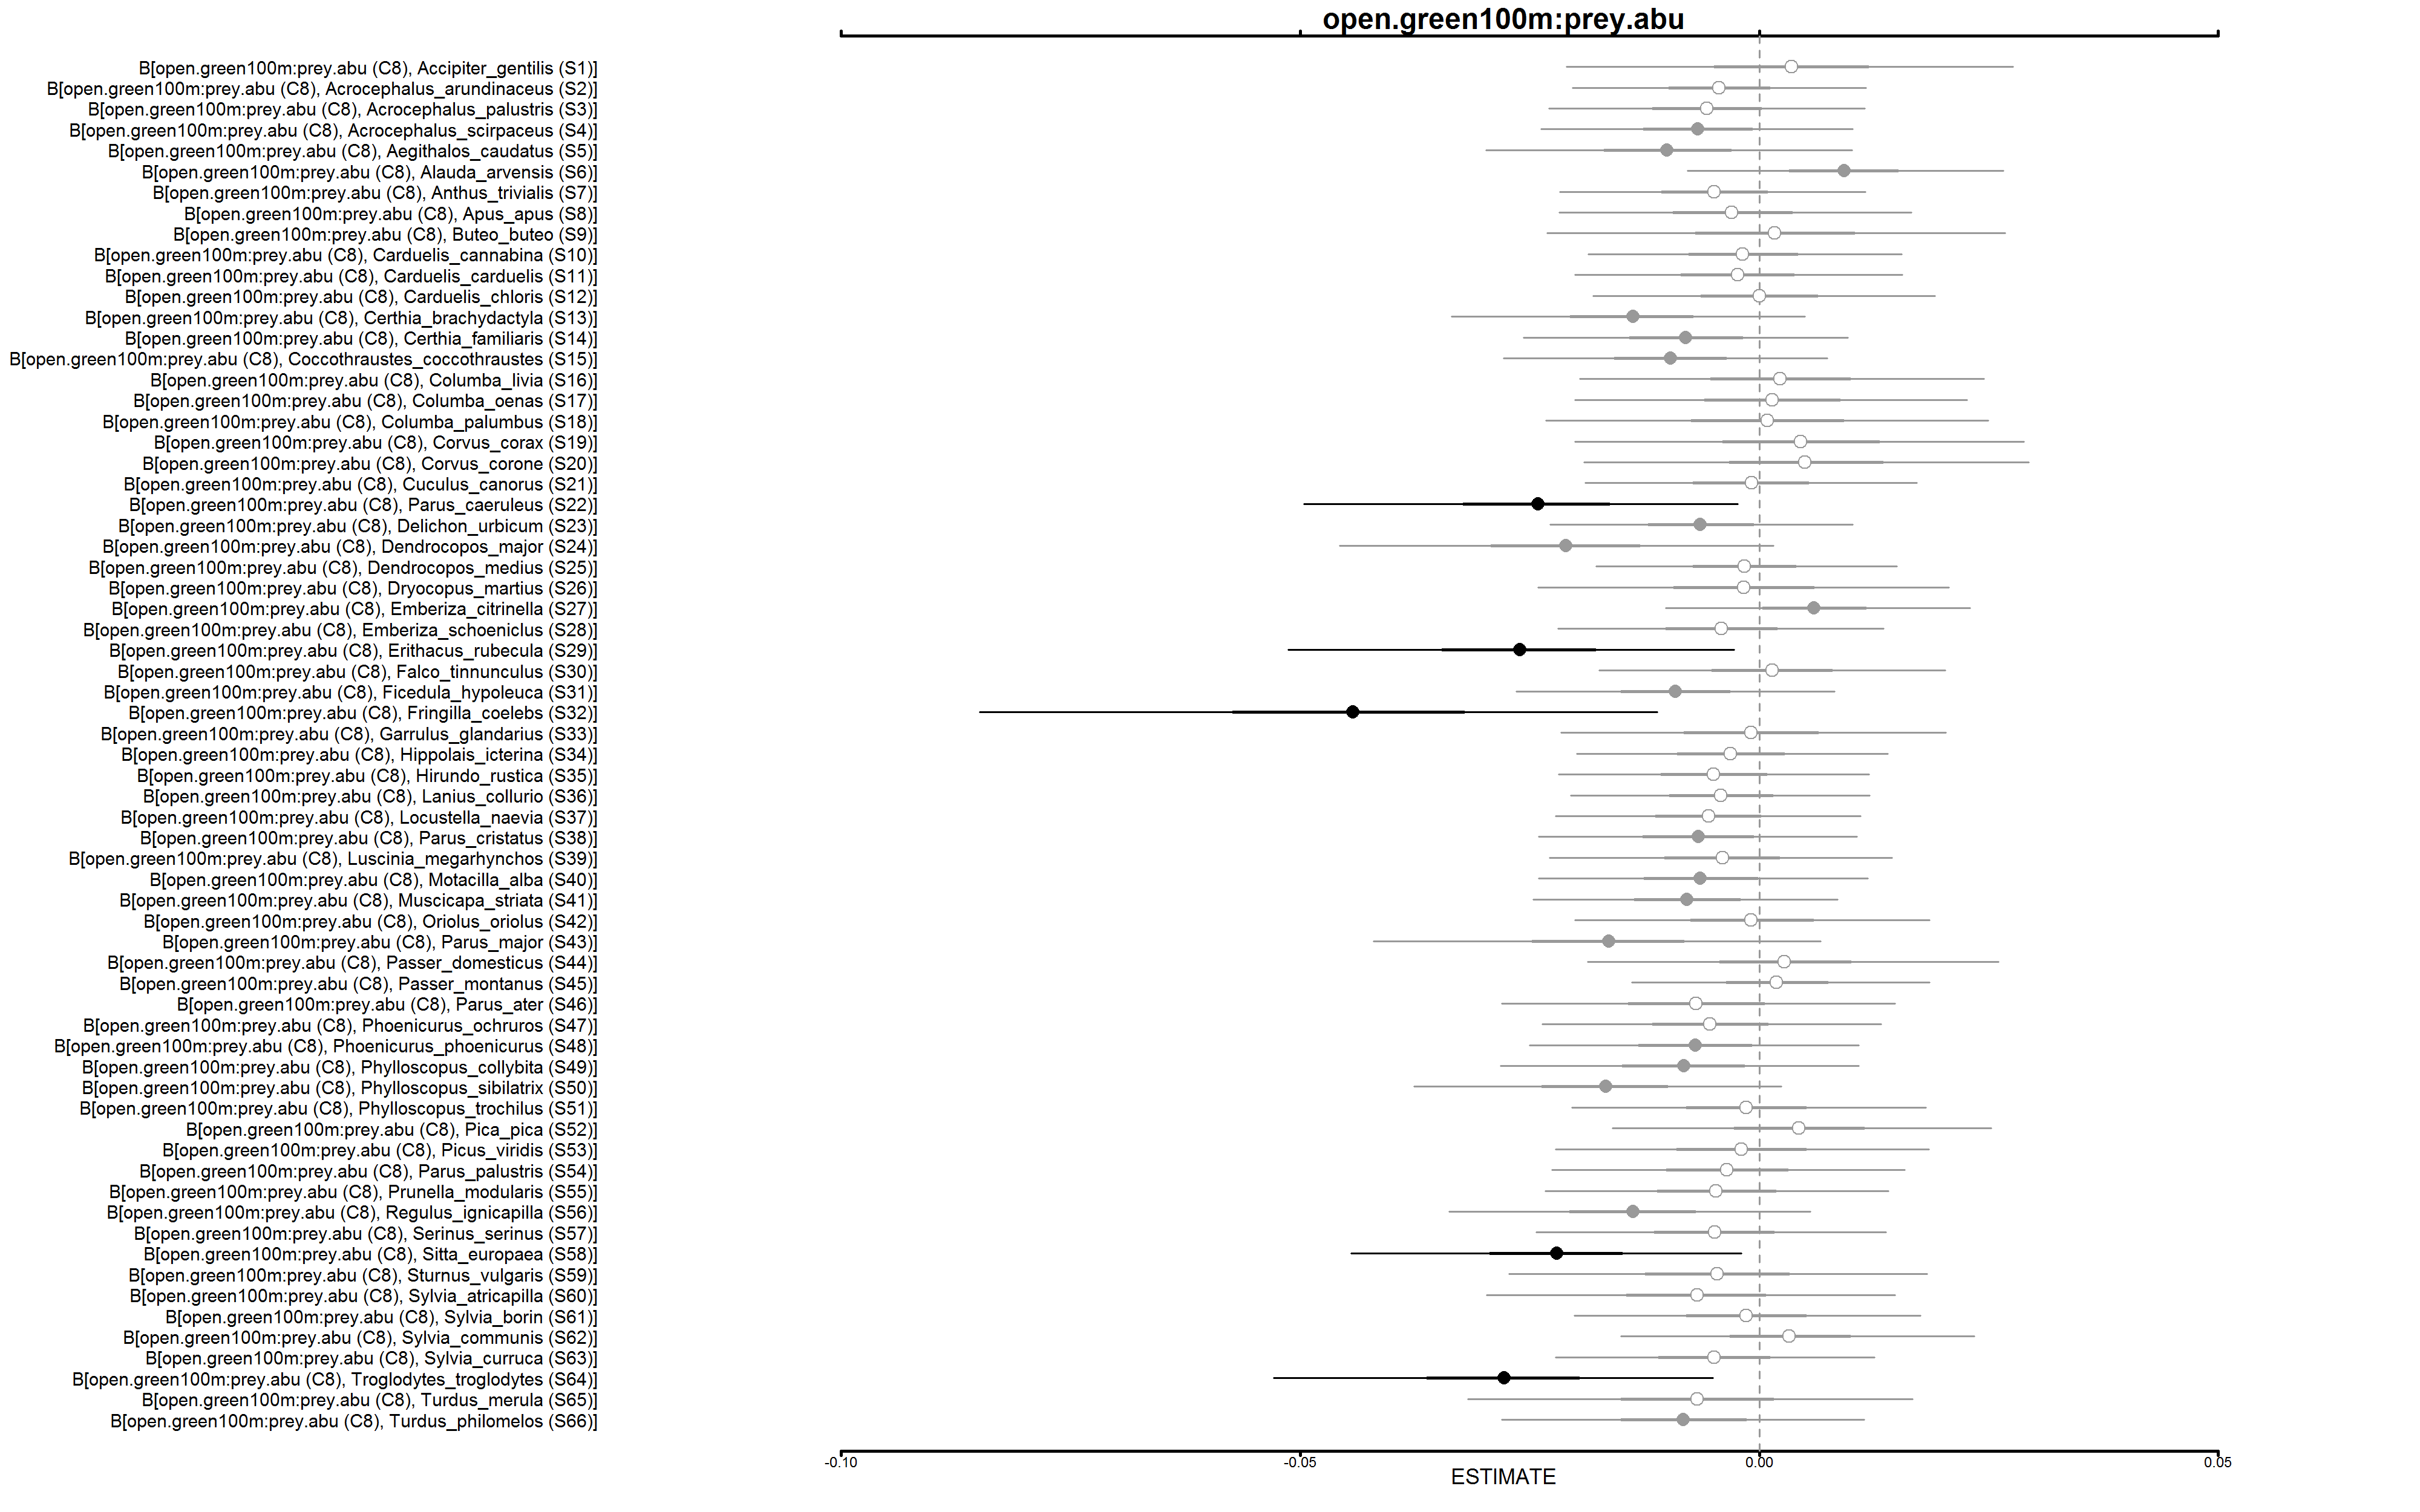 open.green100m:prey.abu
B[open.green100m:prey.abu (C8), Accipiter_gentilis (S1)]
B[open.green100m:prey.abu (C8), Acrocephalus_arundinaceus (S2)]
B[open.green100m:prey.abu (C8), Acrocephalus_palustris (S3)]
B[open.green100m:prey.abu (C8), Acrocephalus_scirpaceus (S4)]
B[open.green100m:prey.abu (C8), Aegithalos_caudatus (S5)]
B[open.green100m:prey.abu (C8), Alauda_arvensis (S6)]
B[open.green100m:prey.abu (C8), Anthus_trivialis (S7)]
B[open.green100m:prey.abu (C8), Apus_apus (S8)]
B[open.green100m:prey.abu (C8), Buteo_buteo (S9)]
B[open.green100m:prey.abu (C8), Carduelis_cannabina (S10)]
B[open.green100m:prey.abu (C8), Carduelis_carduelis (S11)]
B[open.green100m:prey.abu (C8), Carduelis_chloris (S12)]
B[open.green100m:prey.abu (C8), Certhia_brachydactyla (S13)]
B[open.green100m:prey.abu (C8), Certhia_familiaris (S14)]
B[open.green100m:prey.abu (C8), Coccothraustes_coccothraustes (S15)]
B[open.green100m:prey.abu (C8), Columba_livia (S16)]
B[open.green100m:prey.abu (C8), Columba_oenas (S17)]
B[open.green100m:prey.abu (C8), Columba_palumbus (S18)]
B[open.green100m:prey.abu (C8), Corvus_corax (S19)]
B[open.green100m:prey.abu (C8), Corvus_corone (S20)]
B[open.green100m:prey.abu (C8), Cuculus_canorus (S21)]
B[open.green100m:prey.abu (C8), Parus_caeruleus (S22)]
B[open.green100m:prey.abu (C8), Delichon_urbicum (S23)]
B[open.green100m:prey.abu (C8), Dendrocopos_major (S24)]
B[open.green100m:prey.abu (C8), Dendrocopos_medius (S25)]
B[open.green100m:prey.abu (C8), Dryocopus_martius (S26)]
B[open.green100m:prey.abu (C8), Emberiza_citrinella (S27)]
B[open.green100m:prey.abu (C8), Emberiza_schoeniclus (S28)]
B[open.green100m:prey.abu (C8), Erithacus_rubecula (S29)]
B[open.green100m:prey.abu (C8), Falco_tinnunculus (S30)]
B[open.green100m:prey.abu (C8), Ficedula_hypoleuca (S31)]
B[open.green100m:prey.abu (C8), Fringilla_coelebs (S32)]
B[open.green100m:prey.abu (C8), Garrulus_glandarius (S33)]
B[open.green100m:prey.abu (C8), Hippolais_icterina (S34)]
B[open.green100m:prey.abu (C8), Hirundo_rustica (S35)]
B[open.green100m:prey.abu (C8), Lanius_collurio (S36)]
B[open.green100m:prey.abu (C8), Locustella_naevia (S37)]
B[open.green100m:prey.abu (C8), Parus_cristatus (S38)]
B[open.green100m:prey.abu (C8), Luscinia_megarhynchos (S39)]
B[open.green100m:prey.abu (C8), Motacilla_alba (S40)]
B[open.green100m:prey.abu (C8), Muscicapa_striata (S41)]
B[open.green100m:prey.abu (C8), Oriolus_oriolus (S42)]
B[open.green100m:prey.abu (C8), Parus_major (S43)]
B[open.green100m:prey.abu (C8), Passer_domesticus (S44)]
B[open.green100m:prey.abu (C8), Passer_montanus (S45)]
B[open.green100m:prey.abu (C8), Parus_ater (S46)]
B[open.green100m:prey.abu (C8), Phoenicurus_ochruros (S47)]
B[open.green100m:prey.abu (C8), Phoenicurus_phoenicurus (S48)]
B[open.green100m:prey.abu (C8), Phylloscopus_collybita (S49)]
B[open.green100m:prey.abu (C8), Phylloscopus_sibilatrix (S50)]
B[open.green100m:prey.abu (C8), Phylloscopus_trochilus (S51)]
B[open.green100m:prey.abu (C8), Pica_pica (S52)]
B[open.green100m:prey.abu (C8), Picus_viridis (S53)]
B[open.green100m:prey.abu (C8), Parus_palustris (S54)]
B[open.green100m:prey.abu (C8), Prunella_modularis (S55)]
B[open.green100m:prey.abu (C8), Regulus_ignicapilla (S56)]
B[open.green100m:prey.abu (C8), Serinus_serinus (S57)]
B[open.green100m:prey.abu (C8), Sitta_europaea (S58)]
B[open.green100m:prey.abu (C8), Sturnus_vulgaris (S59)]
B[open.green100m:prey.abu (C8), Sylvia_atricapilla (S60)]
B[open.green100m:prey.abu (C8), Sylvia_borin (S61)]
B[open.green100m:prey.abu (C8), Sylvia_communis (S62)]
B[open.green100m:prey.abu (C8), Sylvia_curruca (S63)]
B[open.green100m:prey.abu (C8), Troglodytes_troglodytes (S64)]
B[open.green100m:prey.abu (C8), Turdus_merula (S65)]
B[open.green100m:prey.abu (C8), Turdus_philomelos (S66)]
-0.10 -0.05 0.00 0.05
ESTIMATE